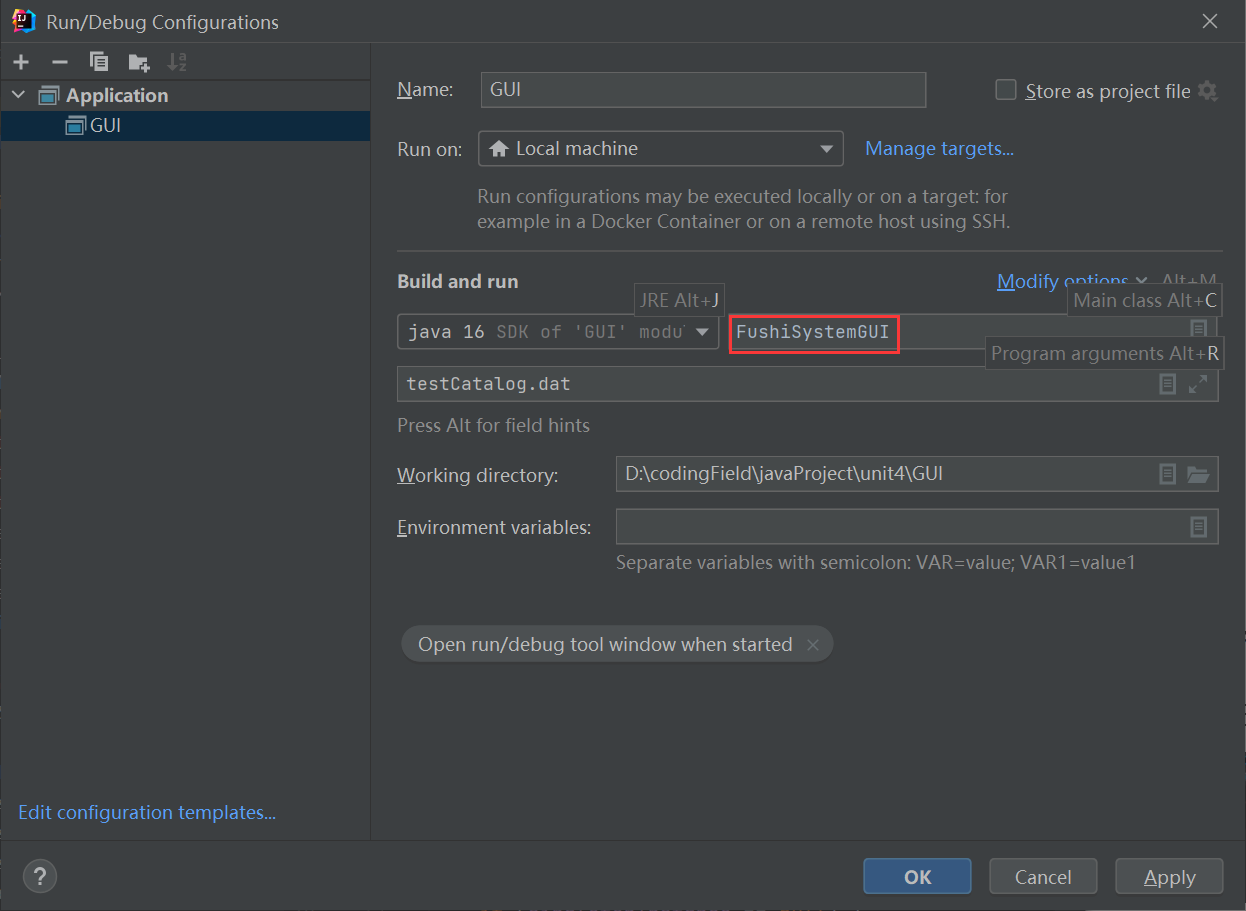 Run/Debug Configurations
Application
GUI
Name:
GUI
Store as project file
Run on:
Local machine
Manage targets...
Run configurations may be executed locally or on a target: for
example in a Docker Container or on a remote host using SSH.
Build and run
Modify options
Alt+M
JRE Alt+J
Main class Alt+C
java 16 SDK of 'GUI' modu
FushiSystemGUI
Program arguments Alt+R
testCatalog.dat
Press Alt for field hints
Working directory:
D:\codingField\javaProject\unit4\GUI
Environment variables:
Separate variables with semicolon: VAR=value; VAR1=value1
Open run/debug tool window when started
Edit configuration templates...
?
OK
Cancel
Apply